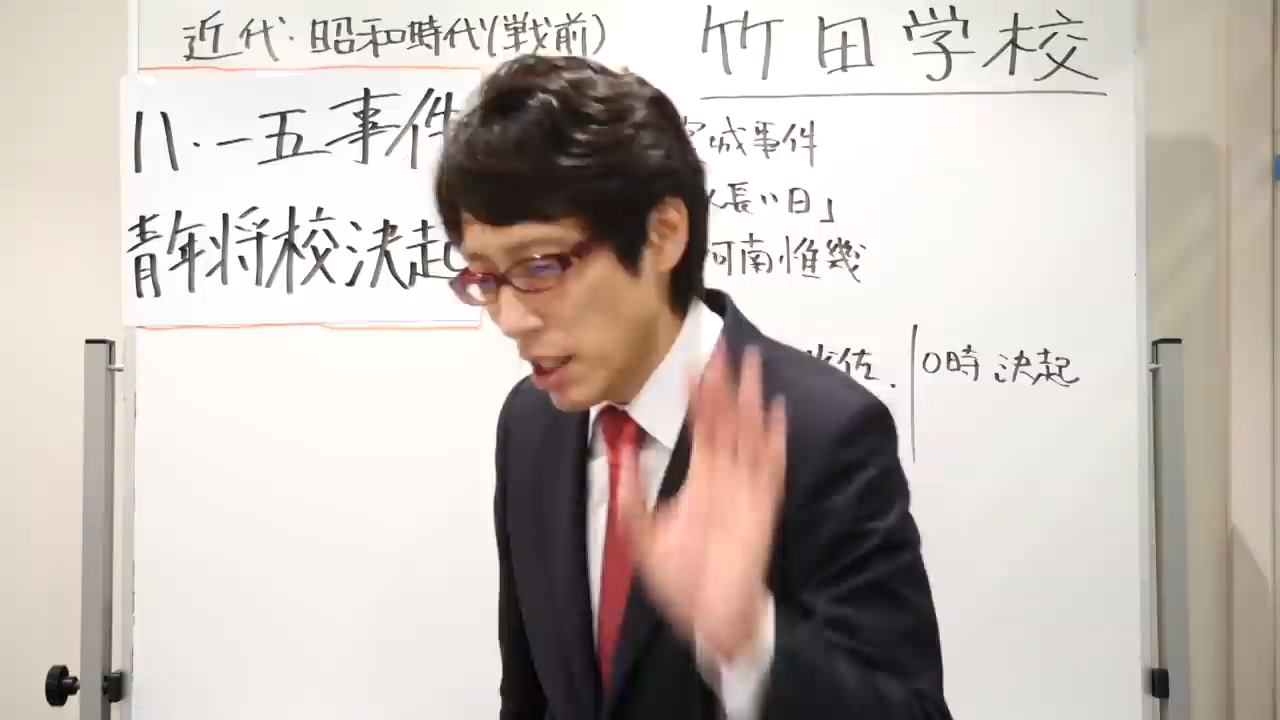 近代・昭和時代(戦前)
竹田学校
八・一五事件
青年将校決起
城事件
長い日」
阿南惟幾
佐.
0時 決起